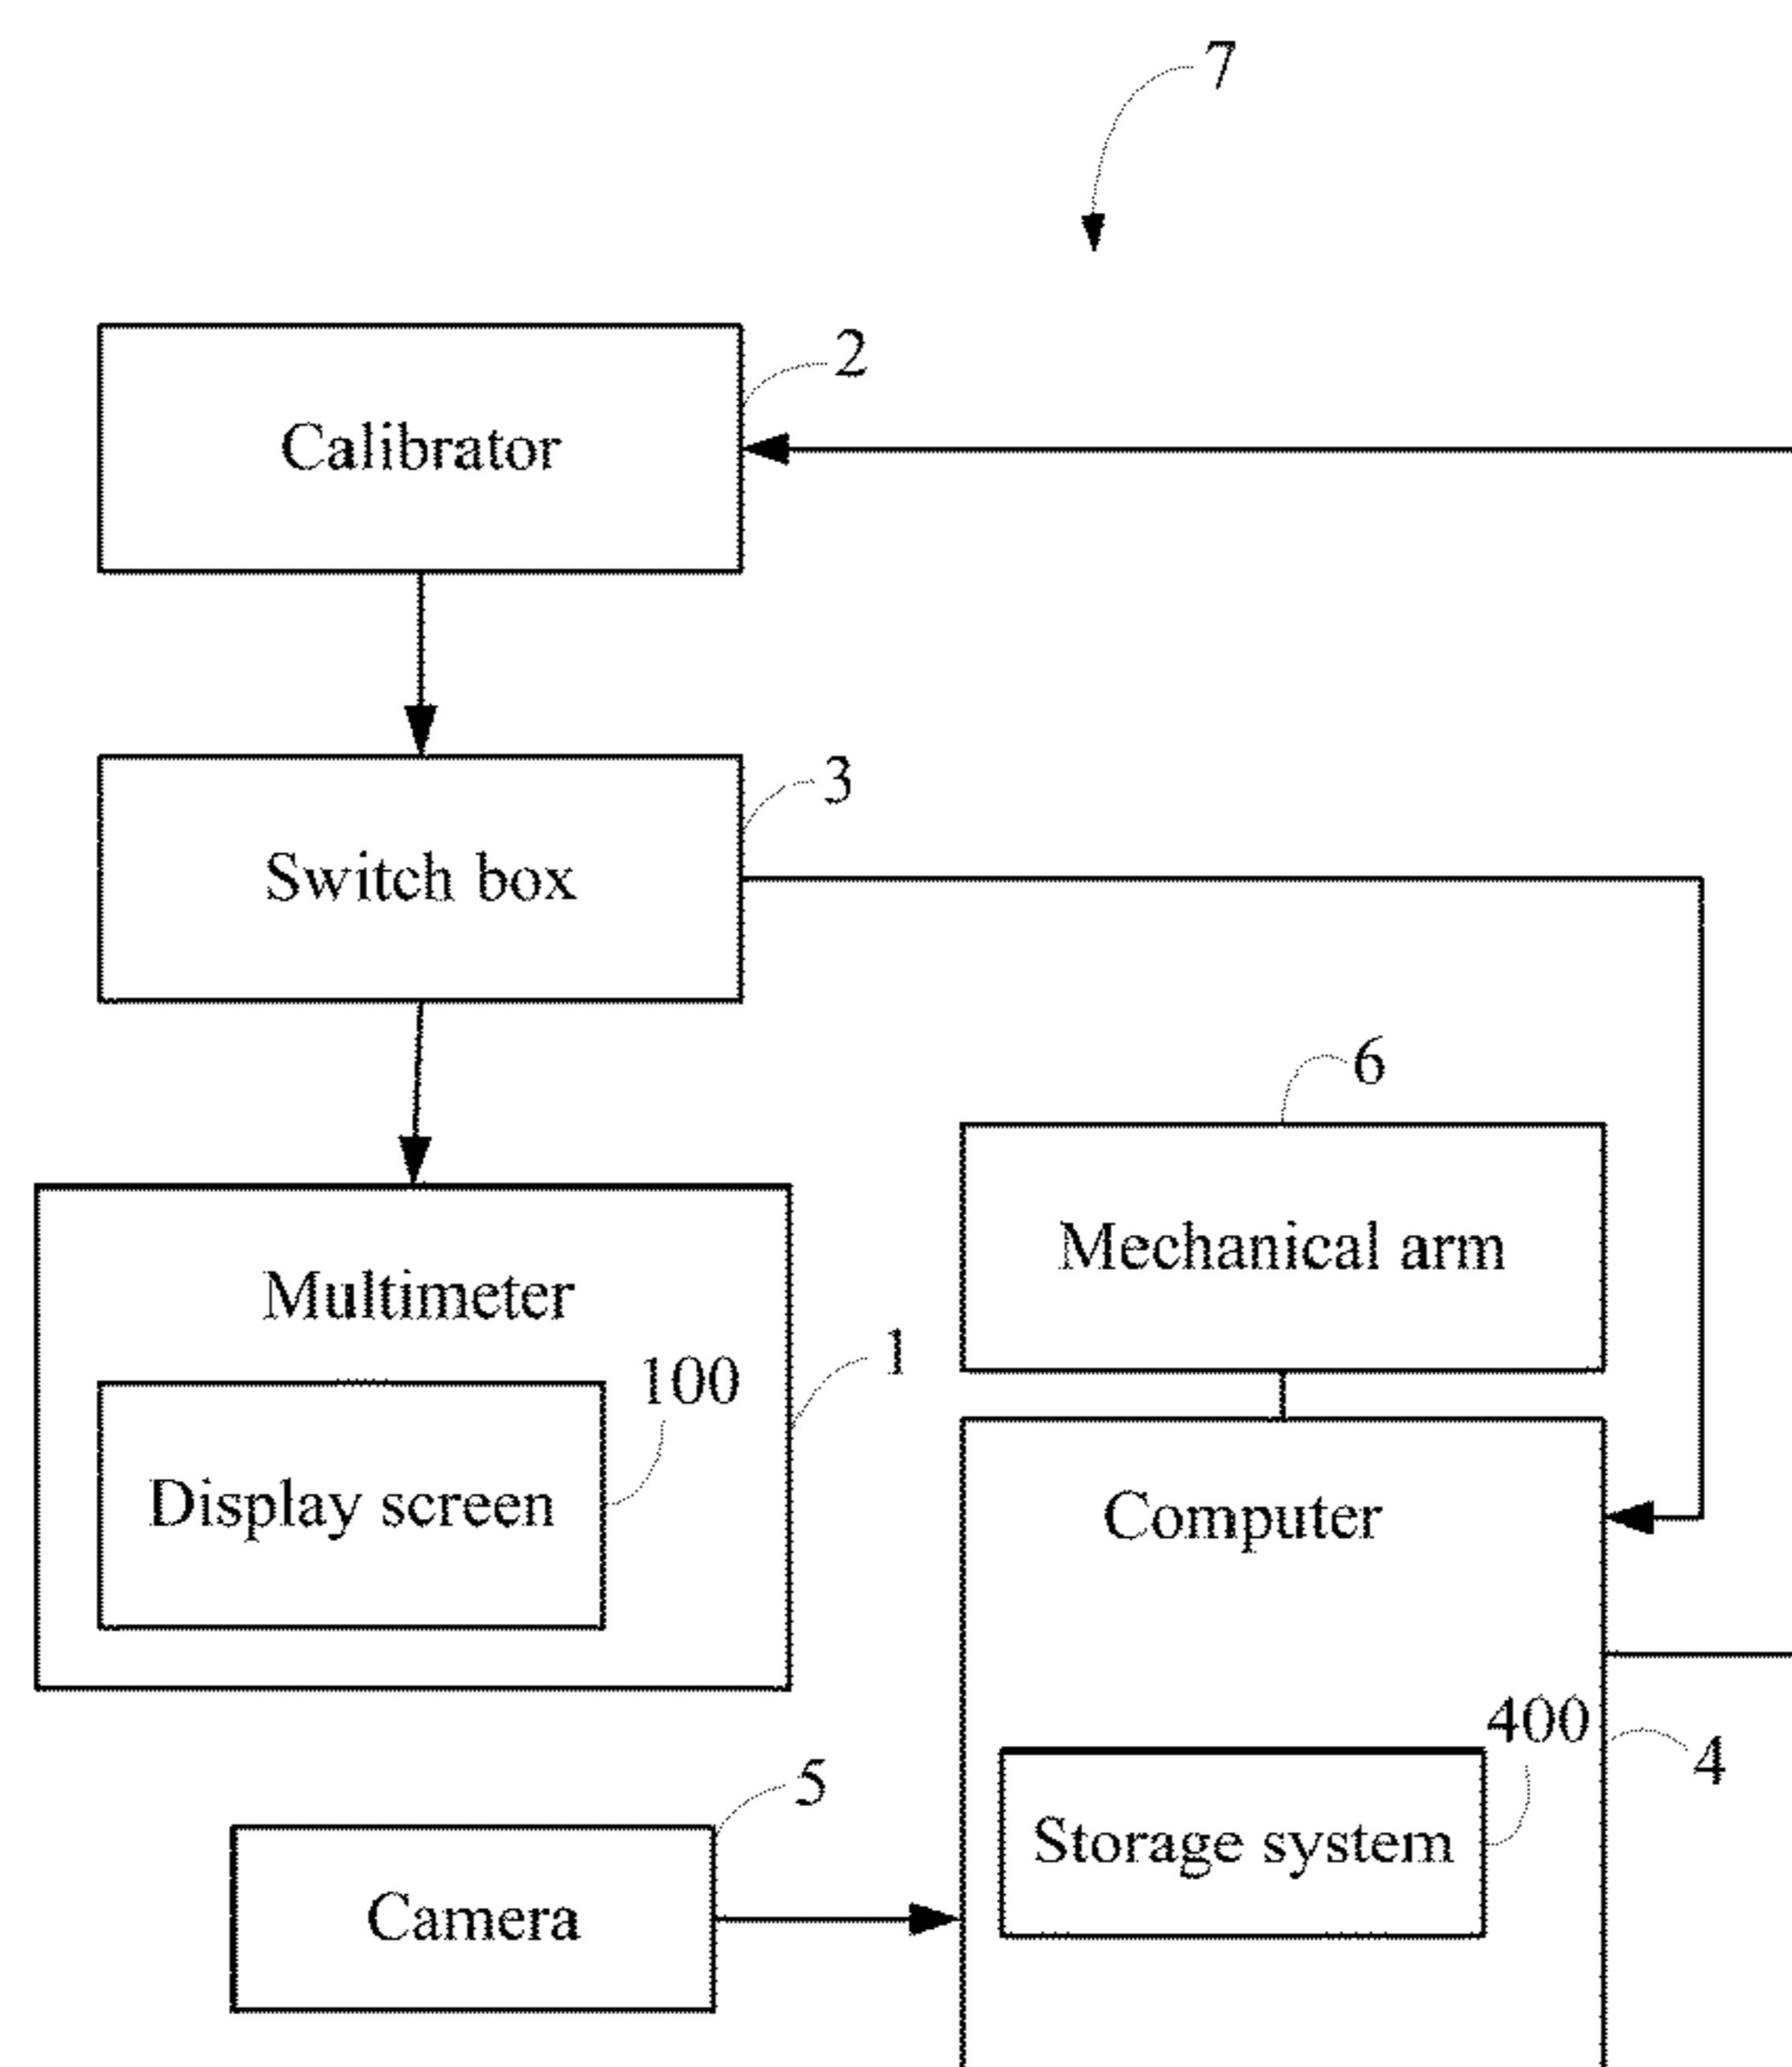 7
2
Calibrator
3
Switch box
6
Mechanical arm
Multimeter
1
100
Display screen
Computer
400
4
5
Storage system
Camera